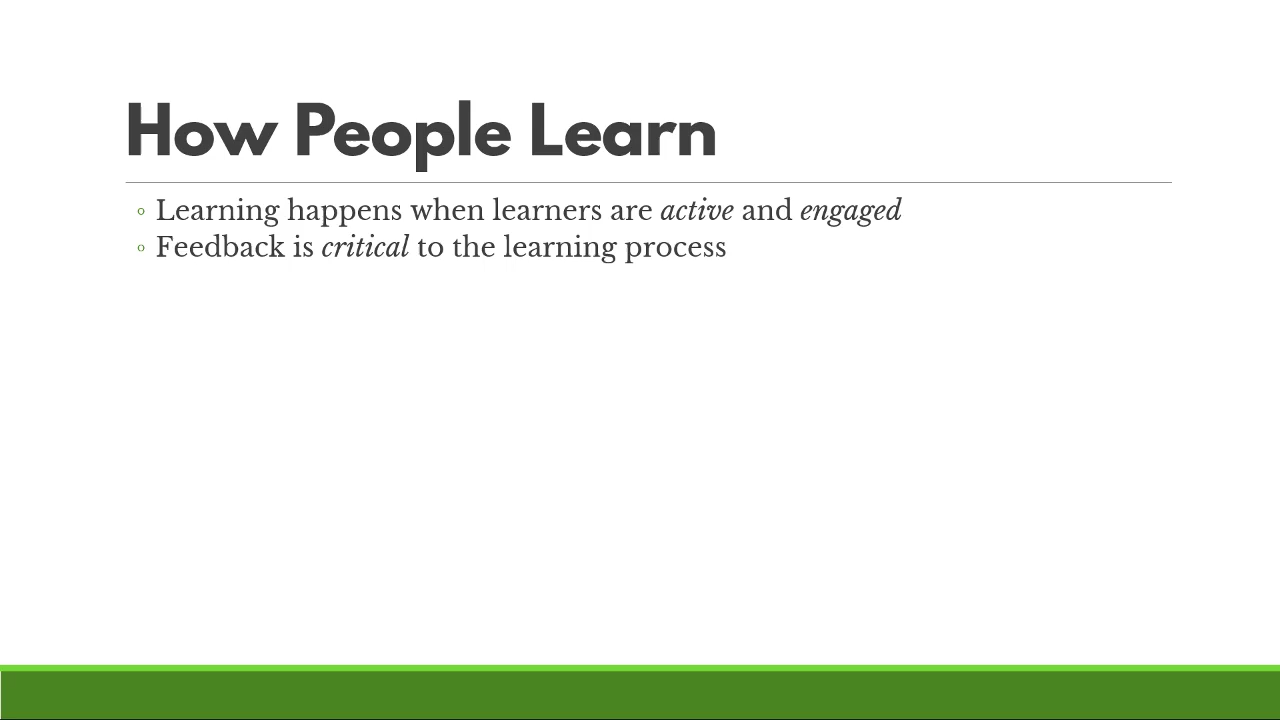 How People Learn
◦ Learning happens when learners are active and engaged
◦ Feedback is critical to the learning process